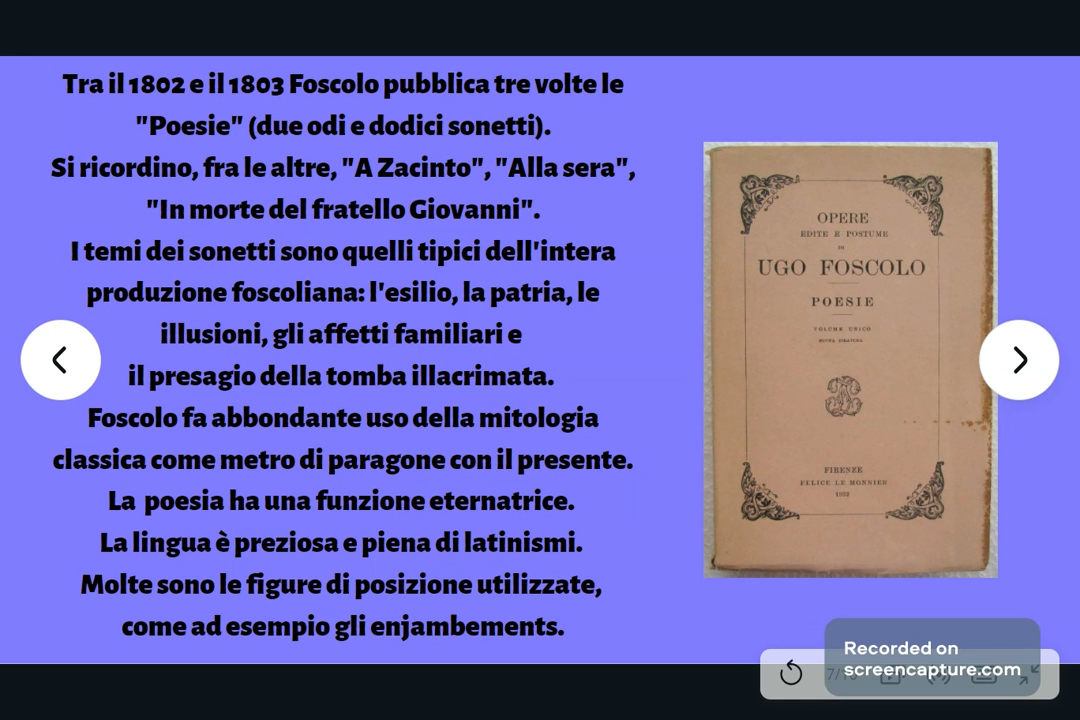 Tra il 1802 e il 1803 Foscolo pubblica tre volte le
"Poesie" (due odi e dodici sonetti).
Si ricordino, fra le altre, "A Zacinto", "Alla sera",
"In morte del fratello Giovanni".
I temi dei sonetti sono quelli tipici dell'intera
produzione foscoliana: l'esilio, la patria, le
illusioni, gli affetti familiari e
il presagio della tomba illacrimata.
Foscolo fa abbondante uso della mitologia
classica come metro di paragone con il presente.
La poesia ha una funzione eternatrice.
La lingua è preziosa e piena di latinismi.
Molte sono le figure di posizione utilizzate,
come ad esempio gli enjambements.
OPERE
EDITE E POSTUME
DI
UGO FOSCOLO
POESIE
VOLUME UNICO
FIRENZE
FELICE LE MONNIER
Recorded on
screencapture.com